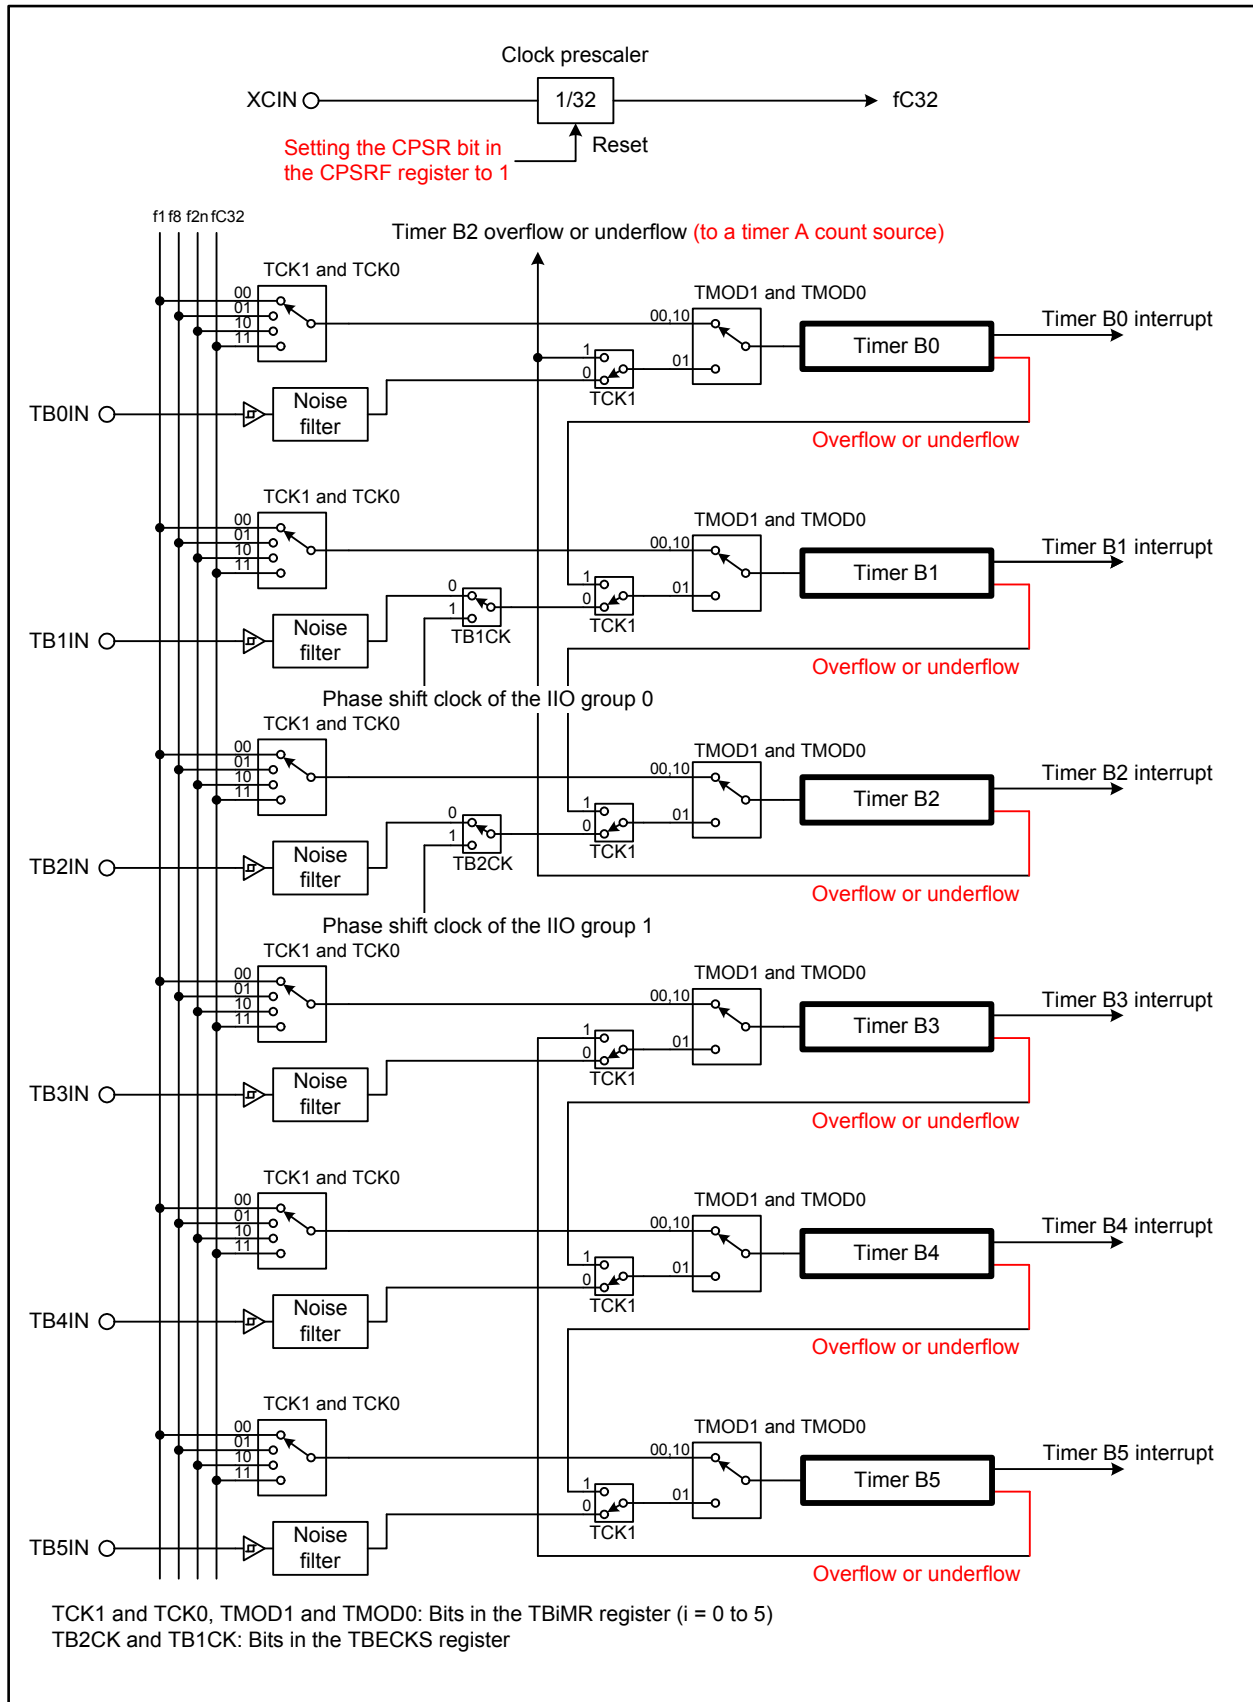 Clock prescaler
XCIN
1/32
fC32
Setting the CPSR bit in
the CPSRF register to 1
Reset
f1 f8 f2n fC32
Timer B2 overflow or underflow (to a timer A count source)
TCK1 and TCK0
00
01
10
11
TMOD1 and TMOD0
00,10
01
1
0
TCK1
Timer B0
Timer B0 interrupt
TB0IN
Noise
filter
Overflow or underflow
TCK1 and TCK0
00
01
10
11
TMOD1 and TMOD0
00,10
01
1
0
TCK1
0
1
TB1CK
Timer B1
Timer B1 interrupt
TB1IN
Noise
filter
Overflow or underflow
Phase shift clock of the IIO group 0
TCK1 and TCK0
00
01
10
11
TMOD1 and TMOD0
00,10
01
1
0
TCK1
0
1
TB2CK
Timer B2
Timer B2 interrupt
TB2IN
Noise
filter
Overflow or underflow
Phase shift clock of the IIO group 1
TCK1 and TCK0
00
01
10
11
TMOD1 and TMOD0
00,10
01
1
0
TCK1
Timer B3
Timer B3 interrupt
TB3IN
Noise
filter
Overflow or underflow
TCK1 and TCK0
00
01
10
11
TMOD1 and TMOD0
00,10
01
1
0
TCK1
Timer B4
Timer B4 interrupt
TB4IN
Noise
filter
Overflow or underflow
TCK1 and TCK0
00
01
10
11
TMOD1 and TMOD0
00,10
01
1
0
TCK1
Timer B5
Timer B5 interrupt
TB5IN
Noise
filter
Overflow or underflow
TCK1 and TCK0, TMOD1 and TMOD0: Bits in the TBiMR register (i = 0 to 5)
TB2CK and TB1CK: Bits in the TBECKS register